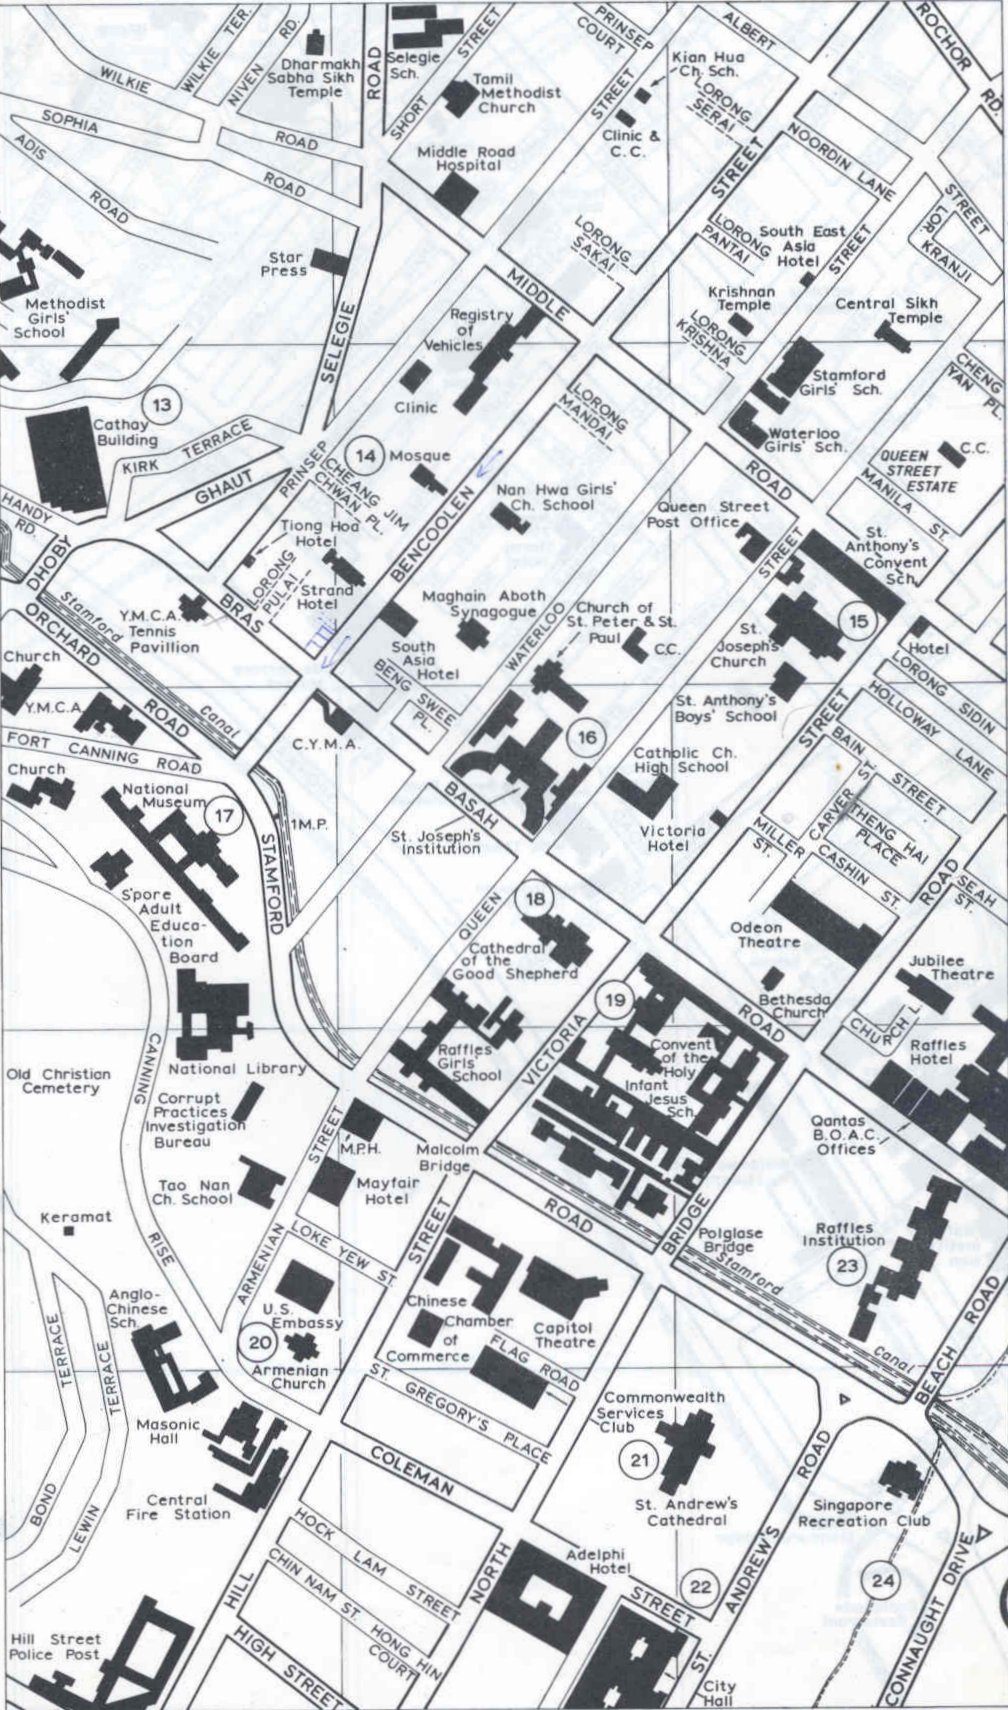 WILKIE
WILKIE TER.
NIVEN RD.
Dharmakh
Sabha Sikh
Temple
ROAD
Selegie
Sch.
SHORT STREET
PRINSEP
COURT
ALBERT
ROCHOR RD.
Tamil
Methodist
Church
STREET
Kian Hua
Ch. Sch.
LORONG
SERAI
Clinic &
C.C.
SOPHIA
ROAD
ADIS
ROAD
ROAD
Middle Road
Hospital
STREET
NOORDIN LANE
STREET
LOR. KRANJI
Star
Press
LORONG
SAKAI
LORONG
PANTAI
South East
Asia
Hotel
STREET
Methodist
Girls'
School
SELEGIE
MIDDLE
Registry
of
Vehicles
Krishnan
Temple
LORONG
KRISHNA
Central Sikh
Temple
Stamford
Girls' Sch.
CHENG
YAN PL.
Clinic
LORONG
MANDAI
13
Cathay
Building
KIRK TERRACE
GHAUT
PRINSEP
14
Mosque
CHEANG JIM
CHWAN PL.
BENCOOLEN
Nan Hwa Girls'
Ch. School
ROAD
Waterloo
Girls' Sch.
QUEEN
STREET
ESTATE
C.C.
MANILA ST.
Queen Street
Post Office
STREET
St.
Anthony's
Convent
Sch.
HANDY
RD.
DHOBY
Tiong Hoa
Hotel
LORONG
PULAI
Strand
Hotel
BRAS
Stamford
Canal
ORCHARD
ROAD
Y.M.C.A.
Tennis
Pavillion
Maghain Aboth
Synagogue
WATERLOO
Church of
St. Peter & St.
Paul
C.C.
St.
Joseph's
Church
15
Hotel
LORONG SIDIN
South
Asia
Hotel
BENG SWEE
PL.
Church
Y.M.C.A.
C.Y.M.A.
St. Anthony's
Boys' School
STREET
HOLLOWAY LANE
BAIN STREET
FORT CANNING ROAD
Church
National
Museum
17
1M.P.
STAMFORD
BASAH
16
St. Joseph's
Institution
Catholic Ch.
High School
Victoria
Hotel
MILLER
ST.
CARVER ST.
THENG HAI
PLACE
CASHIN ST.
ROAD
SEAH
ST.
S'pore
Adult
Educa-
tion
Board
QUEEN
18
Cathedral
of the
Good Shepherd
Odeon
Theatre
Bethesda
Church
Jubilee
Theatre
CHURCH L.
Raffles
Hotel
CANNING
RISE
National Library
Raffles
Girls
School
VICTORIA
19
ROAD
Convent
of the
Holy
Infant
Jesus
Sch.
Old Christian
Cemetery
Corrupt
Practices
Investigation
Bureau
STREET
M.P.H.
Malcolm
Bridge
Qantas
B.O.A.C.
Offices
Tao Nan
Ch. School
Mayfair
Hotel
STREET
ROAD
BRIDGE
Polglase
Bridge
Stamford
Canal
Raffles
Institution
23
Keramat
ARMENIAN
LOKE YEW ST.
Anglo-
Chinese
Sch.
U.S.
Embassy
20
Armenian
Church
Chinese
Chamber
of
Commerce
Capitol
Theatre
FLAG ROAD
ROAD
BEACH
TERRACE
TERRACE
BOND
LEWIN
Masonic
Hall
ST. GREGORY'S PLACE
COLEMAN
Commonwealth
Services
Club
21
St. Andrew's
Cathedral
ROAD
Singapore
Recreation Club
Central
Fire Station
HOCK LAM STREET
CHIN NAM ST.
HONG HIN
COURT
Adelphi
Hotel
STREET
22
ANDREW'S
24
CONNAUGHT DRIVE
HILL
NORTH
Hill Street
Police Post
HIGH STREET
ST.
City
Hall